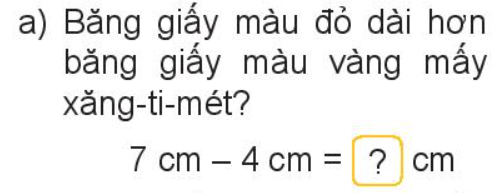 a) Băng giấy màu đỏ dài hơn
băng giấy màu vàng mấy
xăng-ti-mét?
7 cm – 4 cm = ? cm